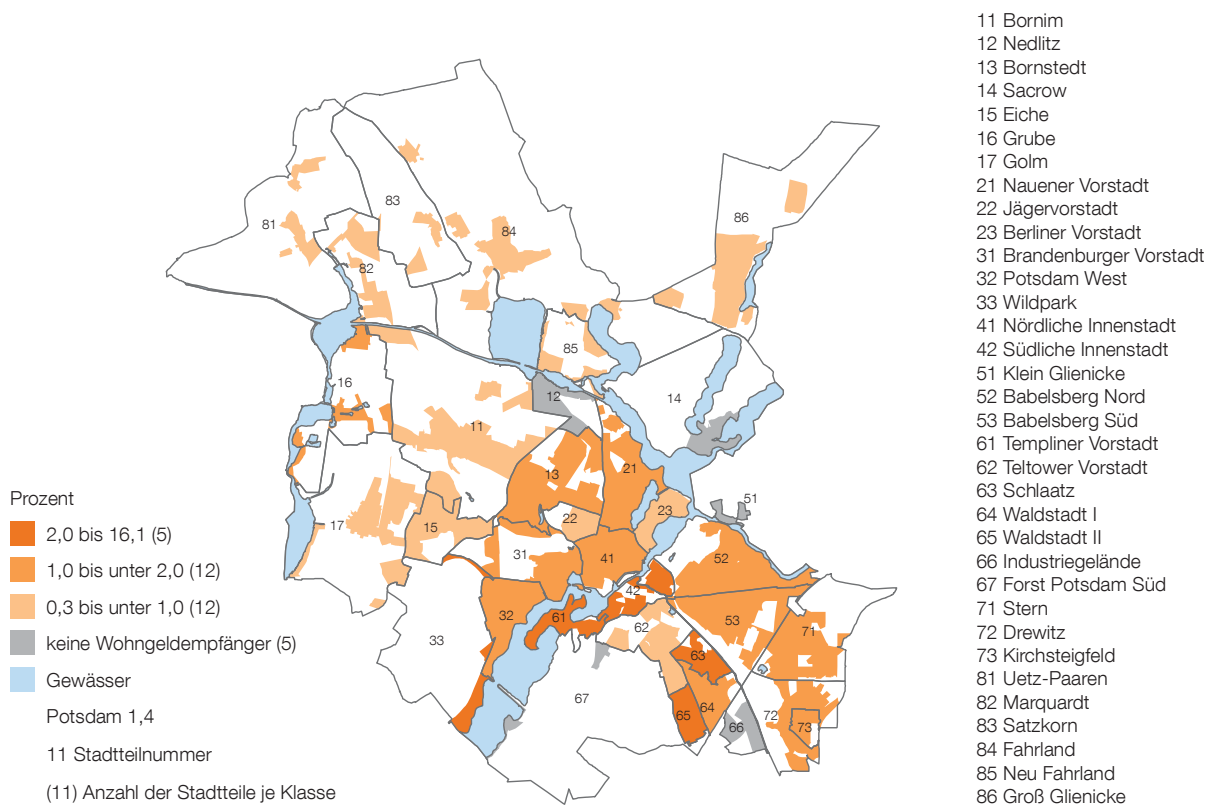 11 Bornim
12 Nedlitz
13 Bornstedt
14 Sacrow
15 Eiche
16 Grube
17 Golm
21 Nauener Vorstadt
22 Jägervorstadt
23 Berliner Vorstadt
31 Brandenburger Vorstadt
32 Potsdam West
33 Wildpark
41 Nördliche Innenstadt
42 Südliche Innenstadt
51 Klein Glienicke
52 Babelsberg Nord
53 Babelsberg Süd
61 Templiner Vorstadt
62 Teltower Vorstadt
63 Schlaatz
64 Waldstadt I
65 Waldstadt II
66 Industriegelände
67 Forst Potsdam Süd
71 Stern
72 Drewitz
73 Kirchsteigfeld
81 Uetz-Paaren
82 Marquardt
83 Satzkorn
84 Fahrland
85 Neu Fahrland
86 Groß Glienicke
83
86
81
84
82
85
16
12
14
11
13
21
51
17
15
22
23
31
41
52
42
32
61
62
53
71
33
63
67
65
64
66
72
73
Prozent
2,0 bis 16,1 (5)
1,0 bis unter 2,0 (12)
0,3 bis unter 1,0 (12)
keine Wohngeldempfänger (5)
Gewässer
Potsdam 1,4
11 Stadtteilnummer
(11) Anzahl der Stadtteile je Klasse